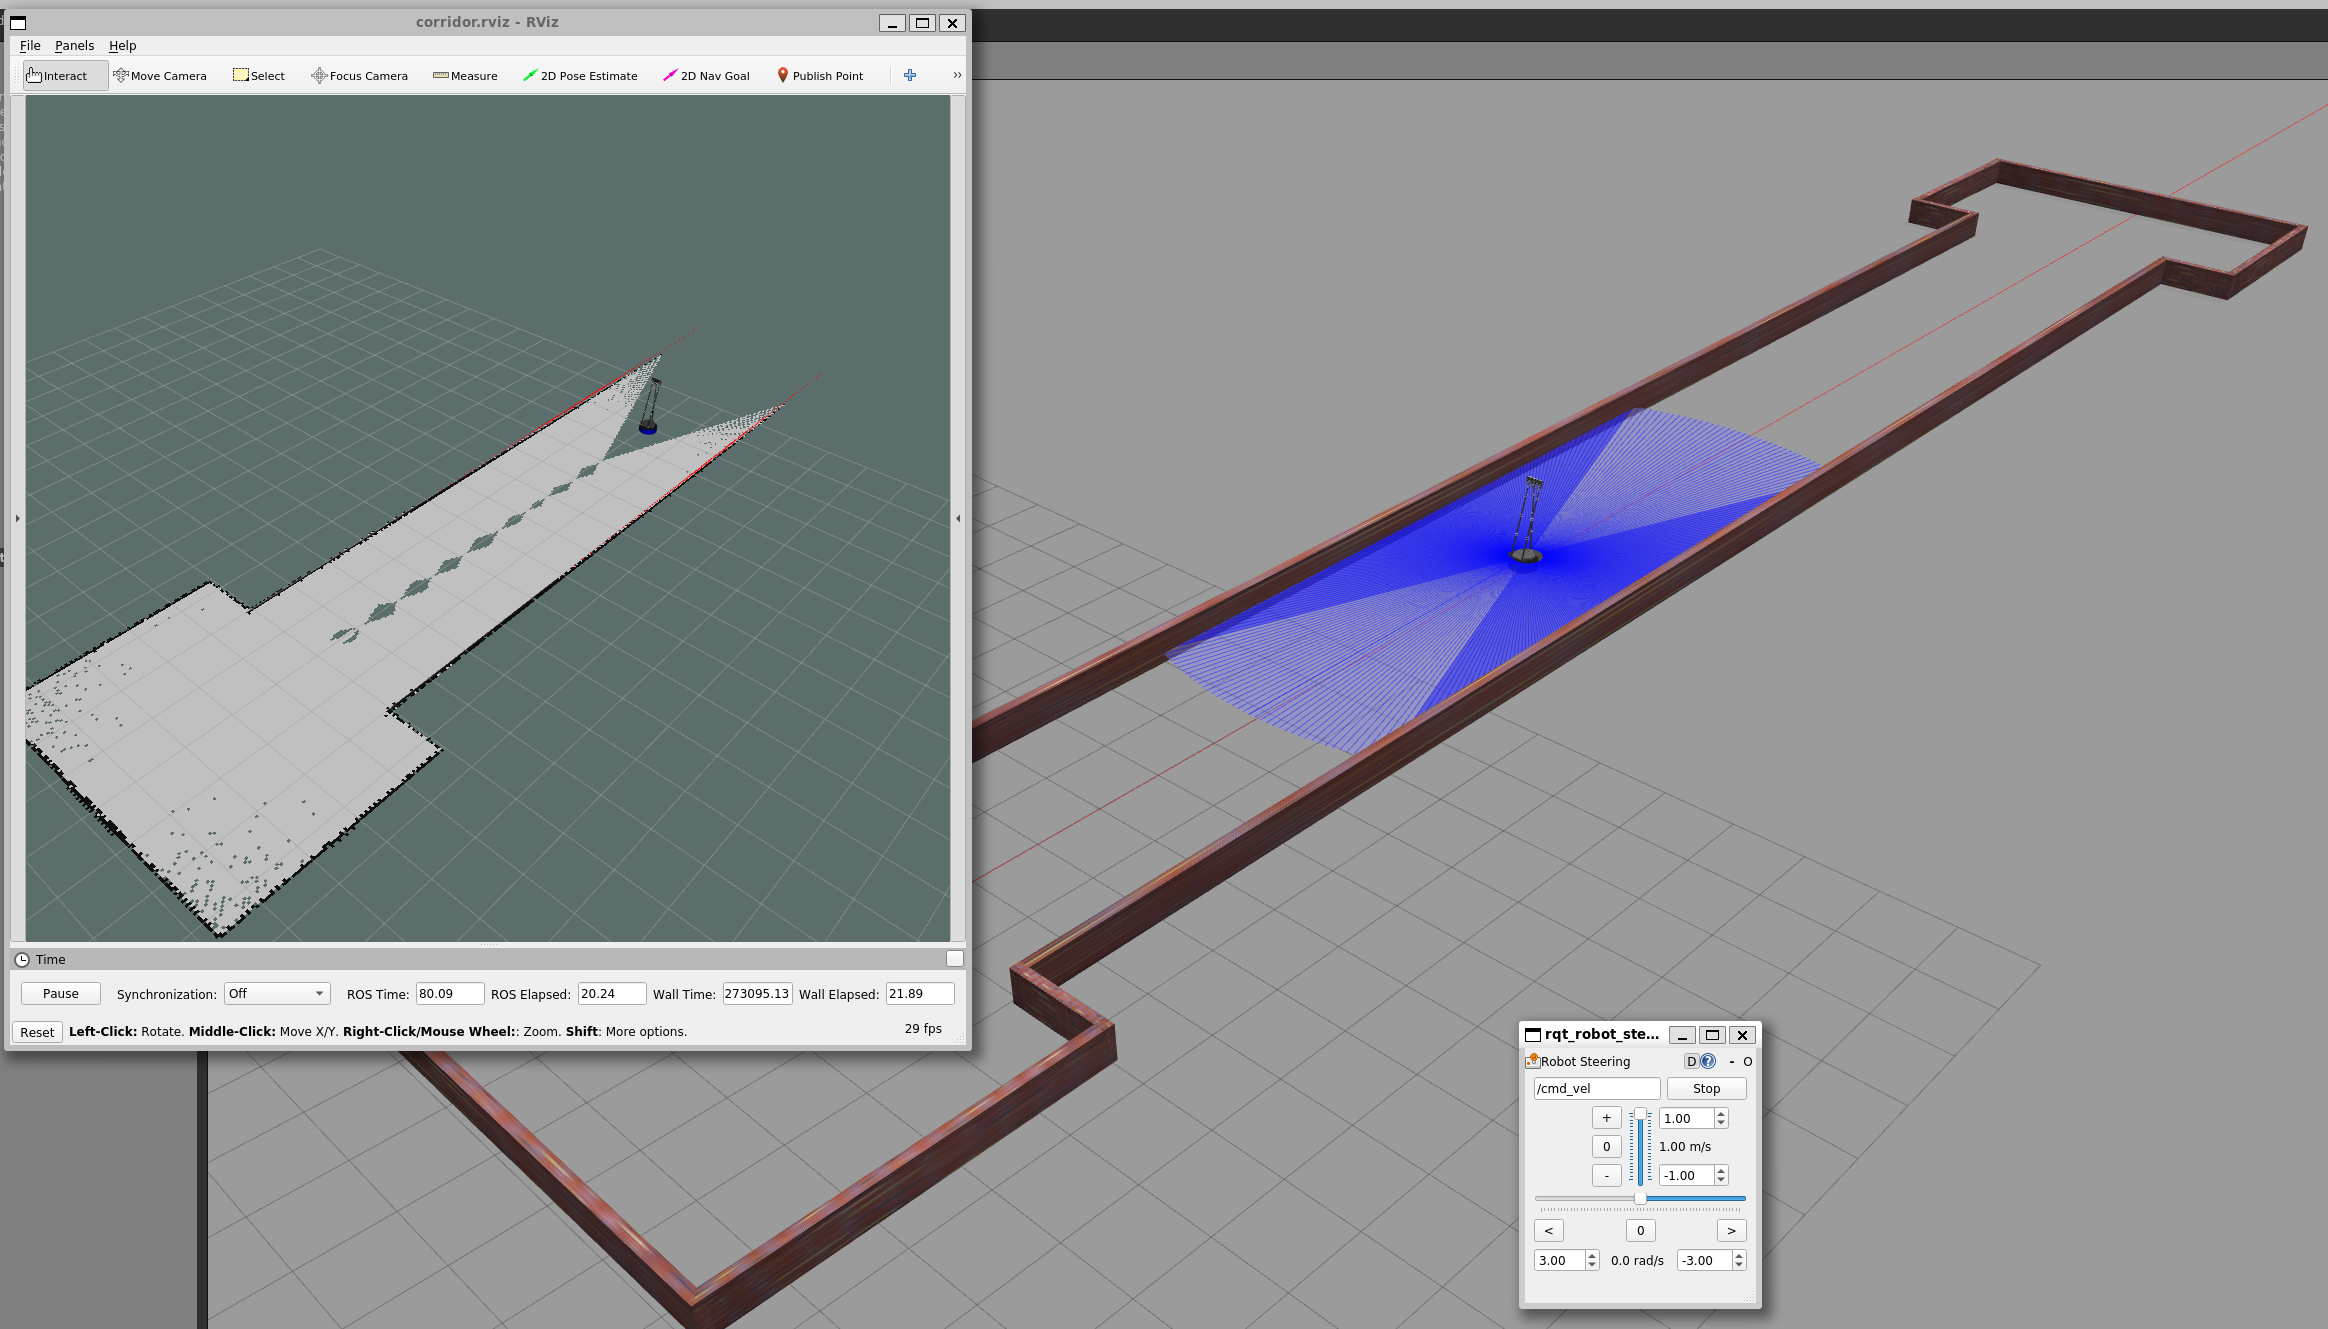 corridor.rviz - RViz
File Panels Help
Interact Move Camera Select Focus Camera Measure 2D Pose Estimate 2D Nav Goal Publish Point »
Time
Pause Synchronization: Off ROS Time: 80.09 ROS Elapsed: 20.24 Wall Time: 273095.13 Wall Elapsed: 21.89
Reset Left-Click: Rotate. Middle-Click: Move X/Y. Right-Click/Mouse Wheel:: Zoom. Shift: More options. 29 fps
rqt_robot_ste...
Robot Steering D ? - O
/cmd_vel Stop
+ 1.00
0 1.00 m/s
- -1.00
< 0 >
3.00 0.0 rad/s -3.00